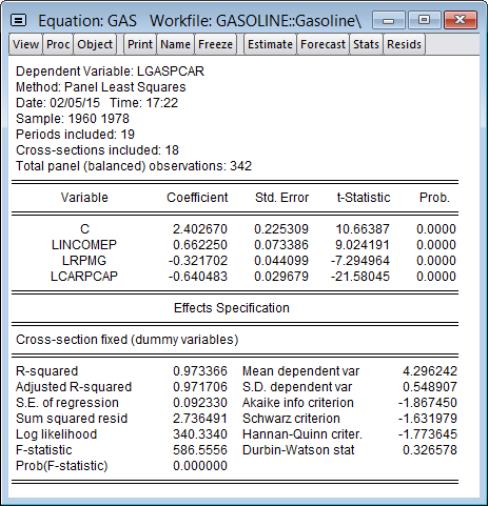 Equation: GAS Workfile: GASOLINE::Gasoline\
View Proc Object Print Name Freeze Estimate Forecast Stats Resids
Dependent Variable: LGASPCAR
Method: Panel Least Squares
Date: 02/05/15 Time: 17:22
Sample: 1960 1978
Periods included: 19
Cross-sections included: 18
Total panel (balanced) observations: 342
Variable Coefficient Std. Error t-Statistic Prob.
C 2.402670 0.225309 10.66387 0.0000
LINCOMEP 0.662250 0.073386 9.024191 0.0000
LRPMG -0.321702 0.044099 -7.294964 0.0000
LCARPCAP -0.640483 0.029679 -21.58045 0.0000
Effects Specification
Cross-section fixed (dummy variables)
R-squared 0.973366 Mean dependent var 4.296242
Adjusted R-squared 0.971706 S.D. dependent var 0.548907
S.E. of regression 0.092330 Akaike info criterion -1.867450
Sum squared resid 2.736491 Schwarz criterion -1.631979
Log likelihood 340.3340 Hannan-Quinn criter. -1.773645
F-statistic 586.5556 Durbin-Watson stat 0.326578
Prob(F-statistic) 0.000000